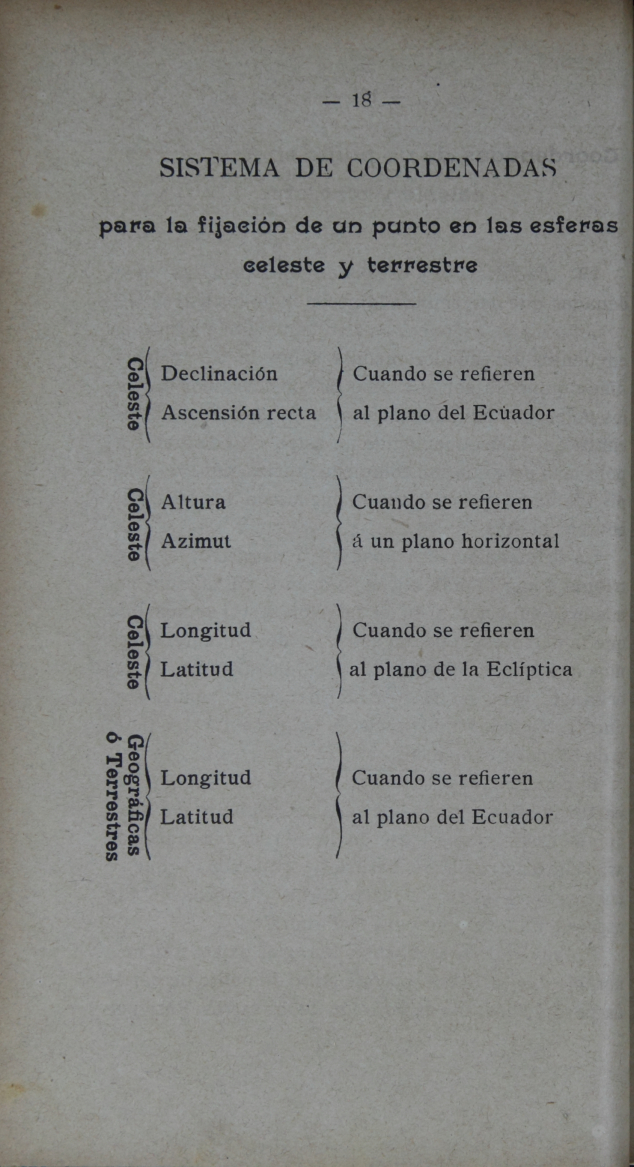 — 18 —
SISTEMA DE COORDENADAS
para la fijación de un punto en las esferas
celeste y terrestre
Celeste
Declinación
Ascensión recta
Cuando se refieren
al plano del Ecuador
Celeste
Altura
Azimut
Cuando se refieren
á un plano horizontal
Celeste
Longitud
Latitud
Cuando se refieren
al plano de la Eclíptica
Geográficas
ó Terrestres
Longitud
Latitud
Cuando se refieren
al plano del Ecuador